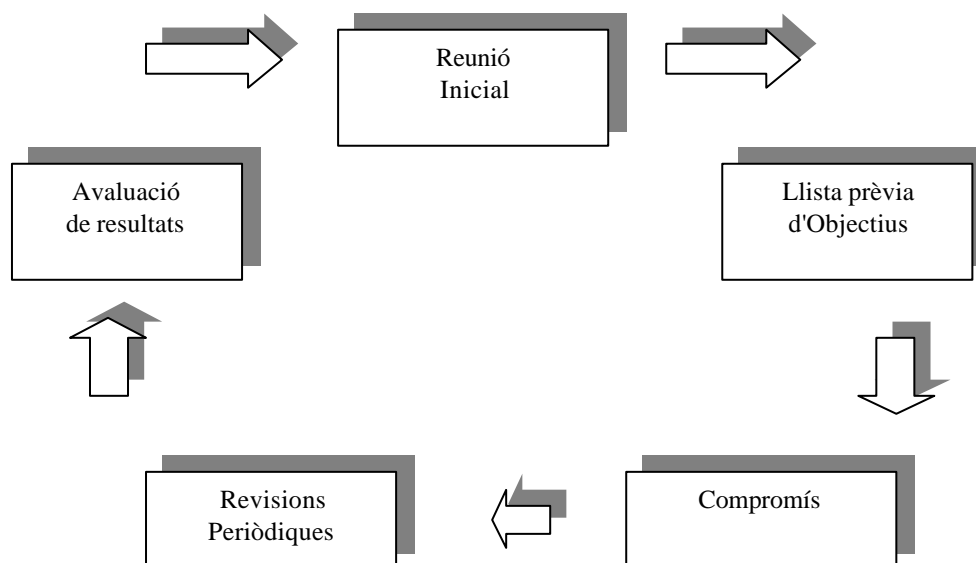 Reunió
Inicial
Avaluació
de resultats
Llista prèvia
d'Objectius
Revisions
Periòdiques
Compromís